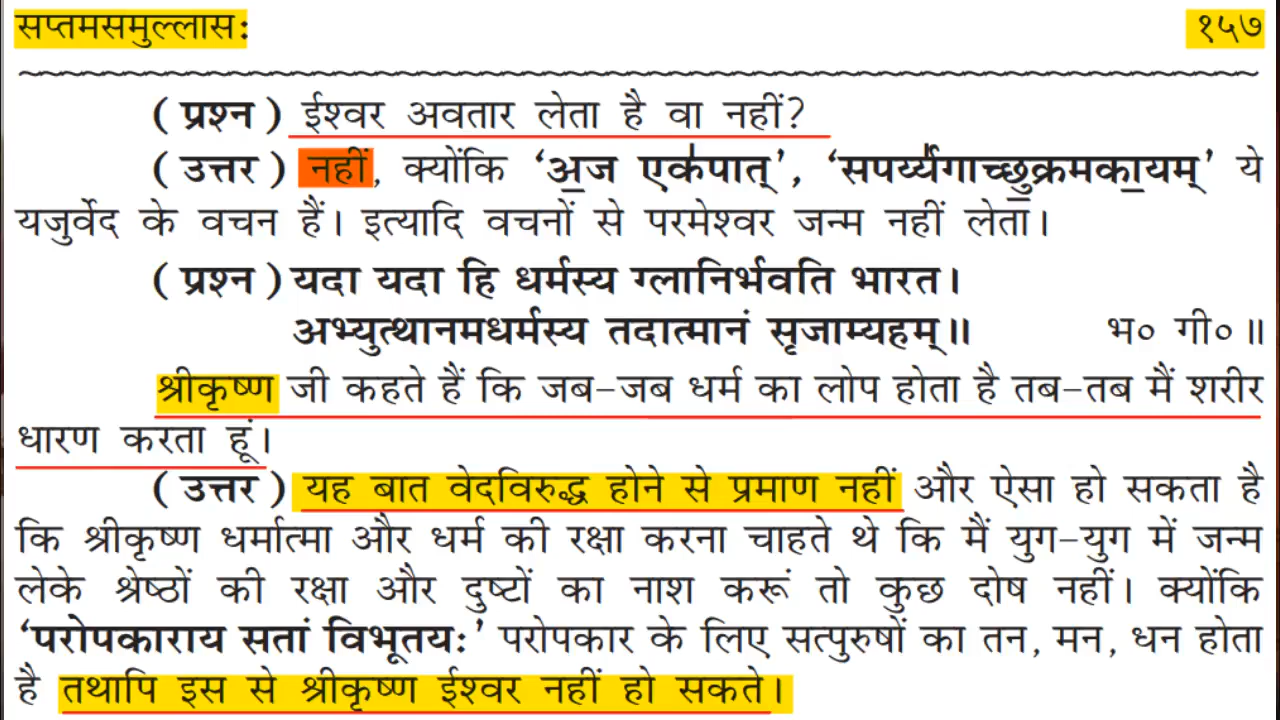 सप्तमसमुल्लासः १५७
(प्रश्न) ईश्वर अवतार लेता है वा नहीं?
(उत्तर) नहीं, क्योंकि ‘अ॒ज एक॑पात्’, ‘सपर्य्य॑गाच्छु॒क्रमका॒यम्’ ये
यजुर्वेद के वचन हैं। इत्यादि वचनों से परमेश्वर जन्म नहीं लेता।
(प्रश्न) यदा यदा हि धर्मस्य ग्लानिर्भवति भारत।
अभ्युत्थानमधर्मस्य तदात्मानं सृजाम्यहम्॥ भ० गी०॥
श्रीकृष्ण जी कहते हैं कि जब-जब धर्म का लोप होता है तब-तब मैं शरीर
धारण करता हूं।
(उत्तर) यह बात वेदविरुद्ध होने से प्रमाण नहीं और ऐसा हो सकता है
कि श्रीकृष्ण धर्मात्मा और धर्म की रक्षा करना चाहते थे कि मैं युग-युग में जन्म
लेके श्रेष्ठों की रक्षा और दुष्टों का नाश करूं तो कुछ दोष नहीं। क्योंकि
‘परोपकाराय सतां विभूतयः’ परोपकार के लिए सत्पुरुषों का तन, मन, धन होता
है तथापि इस से श्रीकृष्ण ईश्वर नहीं हो सकते।